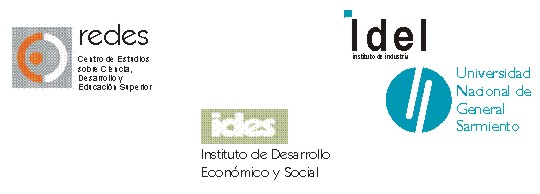 redes
Centro de Estudios
sobre Ciencia,
Desarrollo y
Educación Superior
Idei
instituto de industria
Universidad
Nacional de
General
Sarmiento
ides
Instituto de Desarrollo
Económico y Social